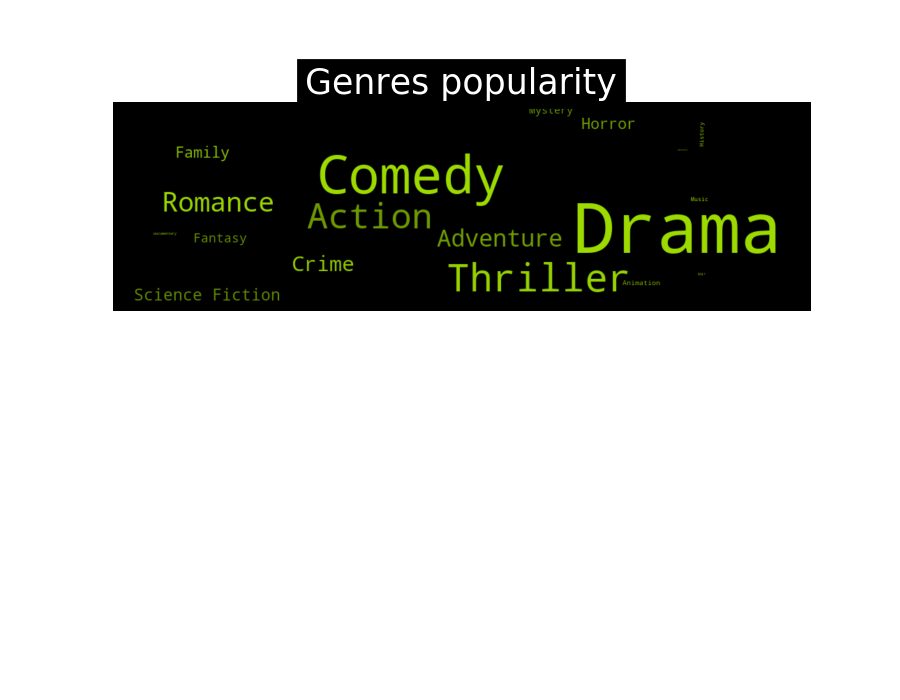 Genres popularity
Mystery
Horror
History
Family
Comedy
Romance
Music
Action
Drama
Documentary
Fantasy
Adventure
Crime
Thriller
War
Animation
Science Fiction